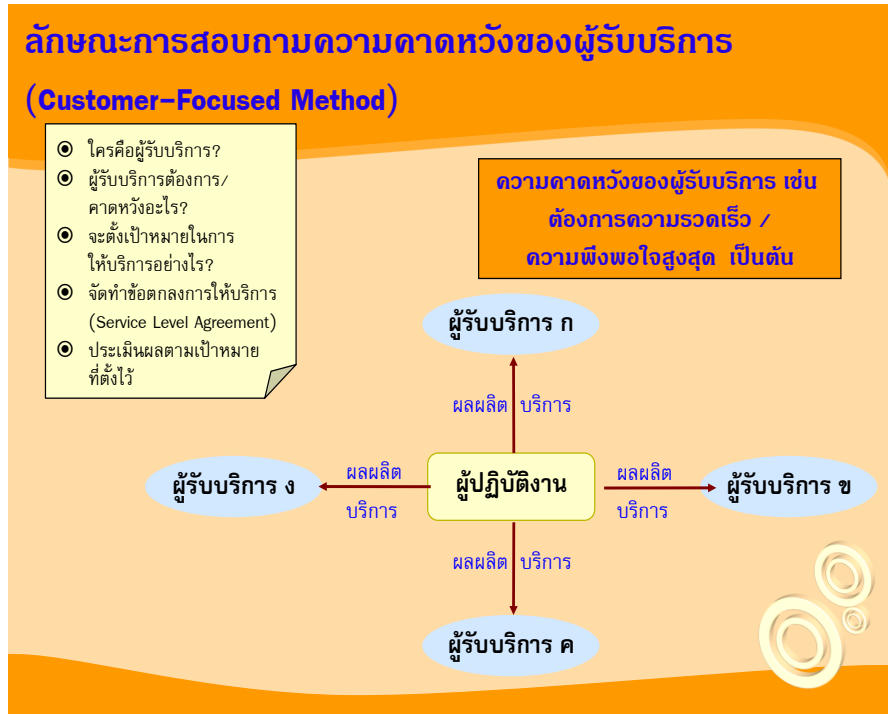 ลักษณะการสอบถามความคาดหวังของผู้รับบริการ
(Customer-Focused Method)
ใครคือผู้รับบริการ?
ผู้รับบริการต้องการ/
คาดหวังอะไร?
จะตั้งเป้าหมายในการ
ให้บริการอย่างไร?
จัดทำข้อตกลงการให้บริการ
(Service Level Agreement)
ประเมินผลตามเป้าหมาย
ที่ตั้งไว้
ความคาดหวังของผู้รับบริการ เช่น
ต้องการความรวดเร็ว /
ความพึงพอใจสูงสุด เป็นต้น
ผู้รับบริการ ก
ผลผลิต บริการ
ผู้รับบริการ ง
ผลผลิต
บริการ
ผู้ปฏิบัติงาน
ผลผลิต
บริการ
ผู้รับบริการ ข
ผลผลิต บริการ
ผู้รับบริการ ค